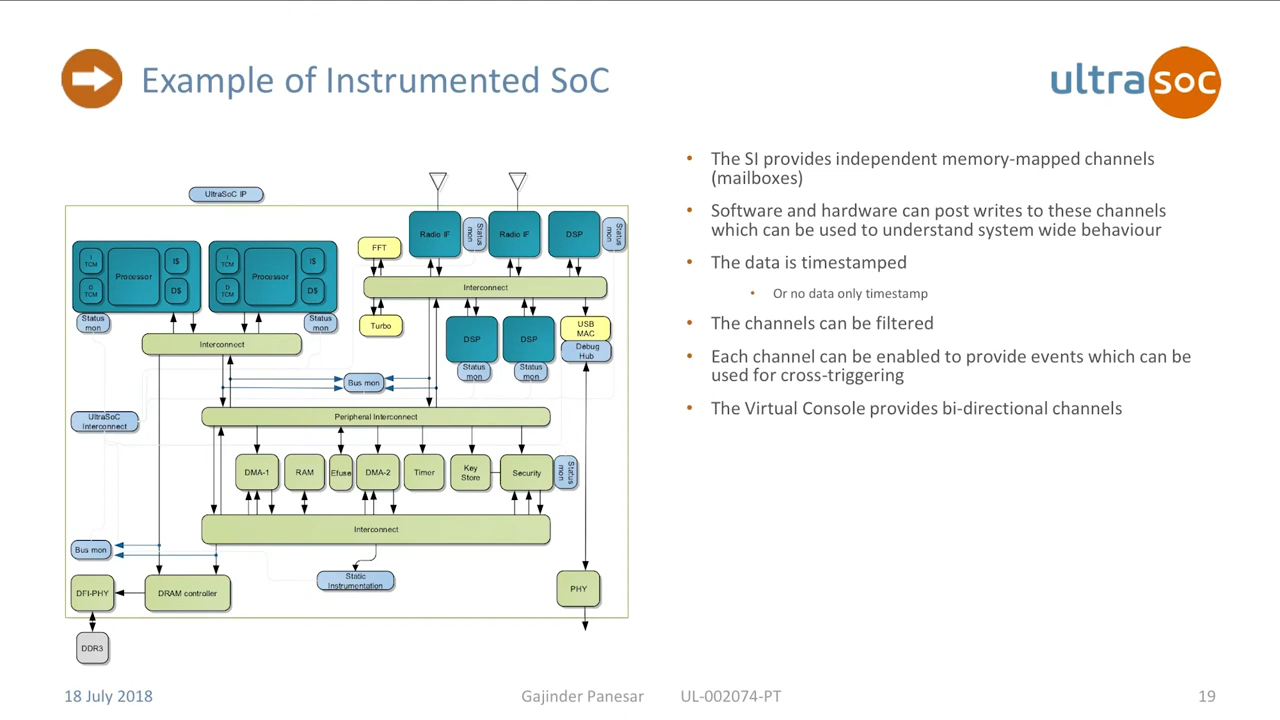 Example of Instrumented SoC
ultrasoc
The SI provides independent memory-mapped channels
(mailboxes)
Software and hardware can post writes to these channels
which can be used to understand system wide behaviour
The data is timestamped
Or no data only timestamp
The channels can be filtered
Each channel can be enabled to provide events which can be
used for cross-triggering
The Virtual Console provides bi-directional channels
UltraSoC IP
Radio IF
Status
mon
Radio IF
DSP
Status
mon
FFT
I
TCM
Processor
I$
D
TCM
D$
I
TCM
Processor
I$
D
TCM
D$
Interconnect
Status
mon
Status
mon
Turbo
DSP
DSP
USB
MAC
Debug
Hub
Interconnect
Status
mon
Status
mon
Bus mon
UltraSoC
Interconnect
Peripheral Interconnect
DMA-1
RAM
Efuse
DMA-2
Timer
Key
Store
Security
Status
mon
Interconnect
Bus mon
Static
Instrumentation
DFI-PHY
DRAM controller
PHY
DDR3
18 July 2018
Gajinder Panesar
UL-002074-PT
19